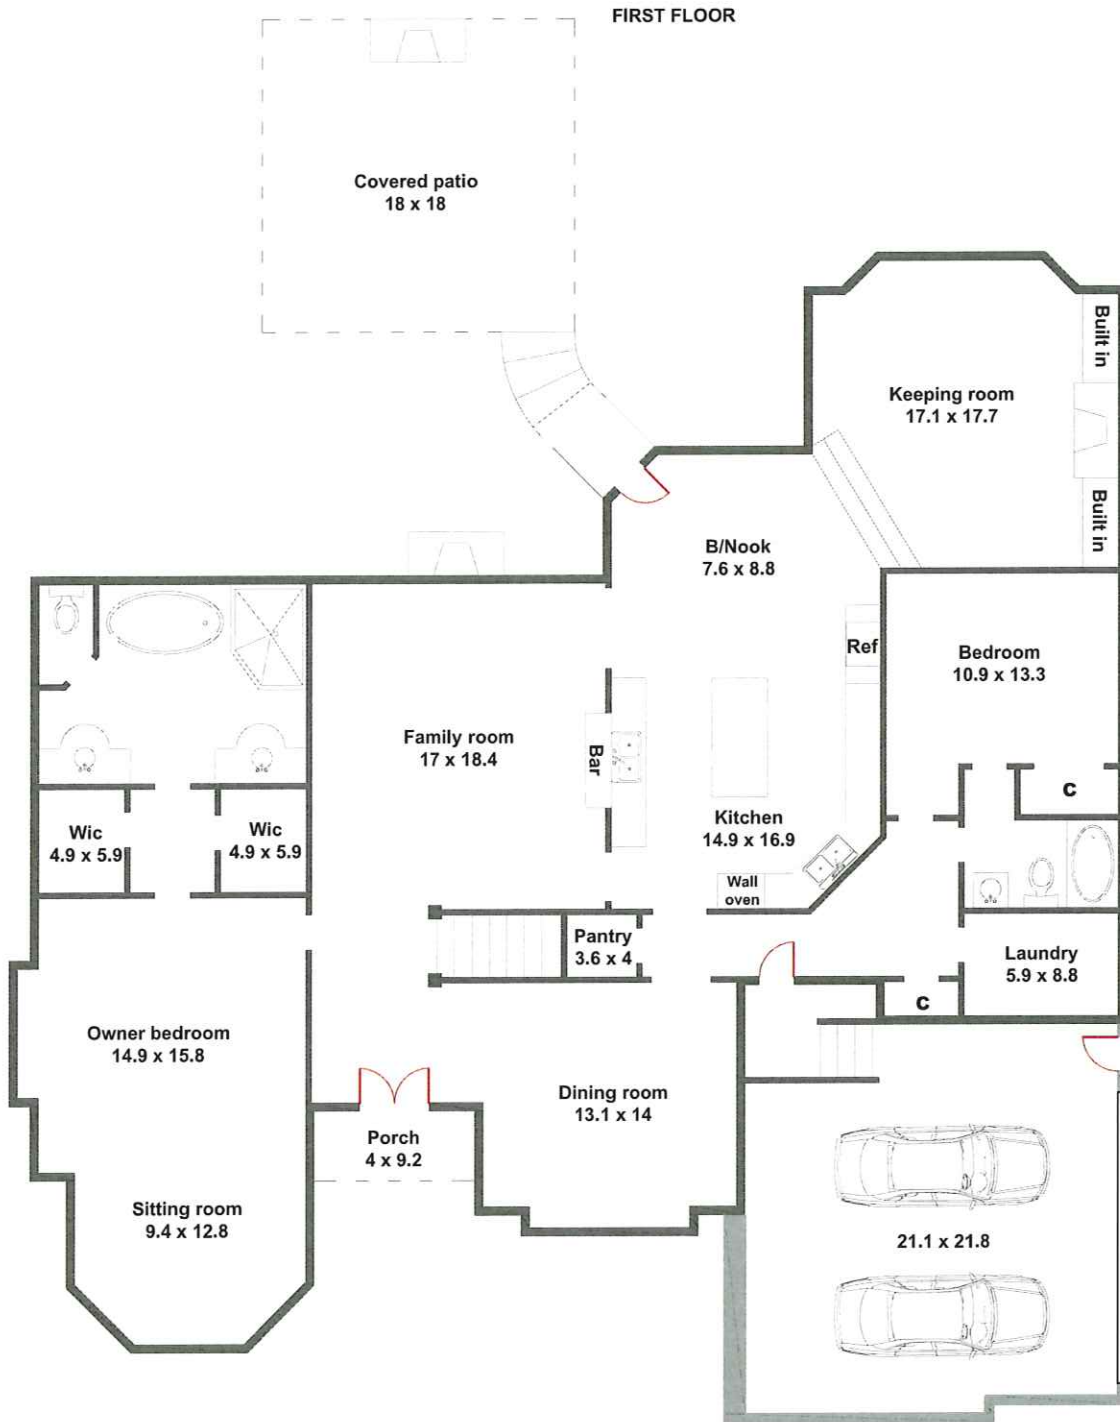 FIRST FLOOR
Covered patio
18 x 18
Built in
Keeping room
17.1 x 17.7
Built in
B/Nook
7.6 x 8.8
Ref
Bedroom
10.9 x 13.3
Family room
17 x 18.4
Bar
C
Kitchen
14.9 x 16.9
Wic
4.9 x 5.9
Wic
4.9 x 5.9
Wall
oven
Pantry
3.6 x 4
Laundry
5.9 x 8.8
C
Owner bedroom
14.9 x 15.8
Dining room
13.1 x 14
Porch
4 x 9.2
Sitting room
9.4 x 12.8
21.1 x 21.8